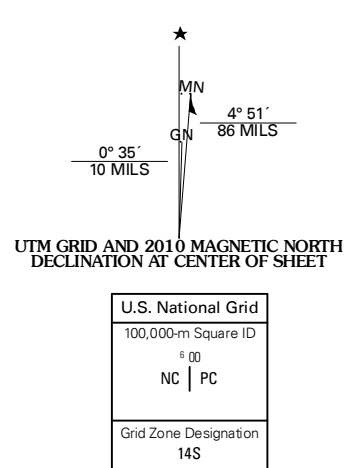 ★
MN
4° 51´
86 MILS
GN
0° 35´
10 MILS
UTM GRID AND 2010 MAGNETIC NORTH
DECLINATION AT CENTER OF SHEET
U.S. National Grid
100,000-m Square ID
6 00
NC PC
Grid Zone Designation
14S